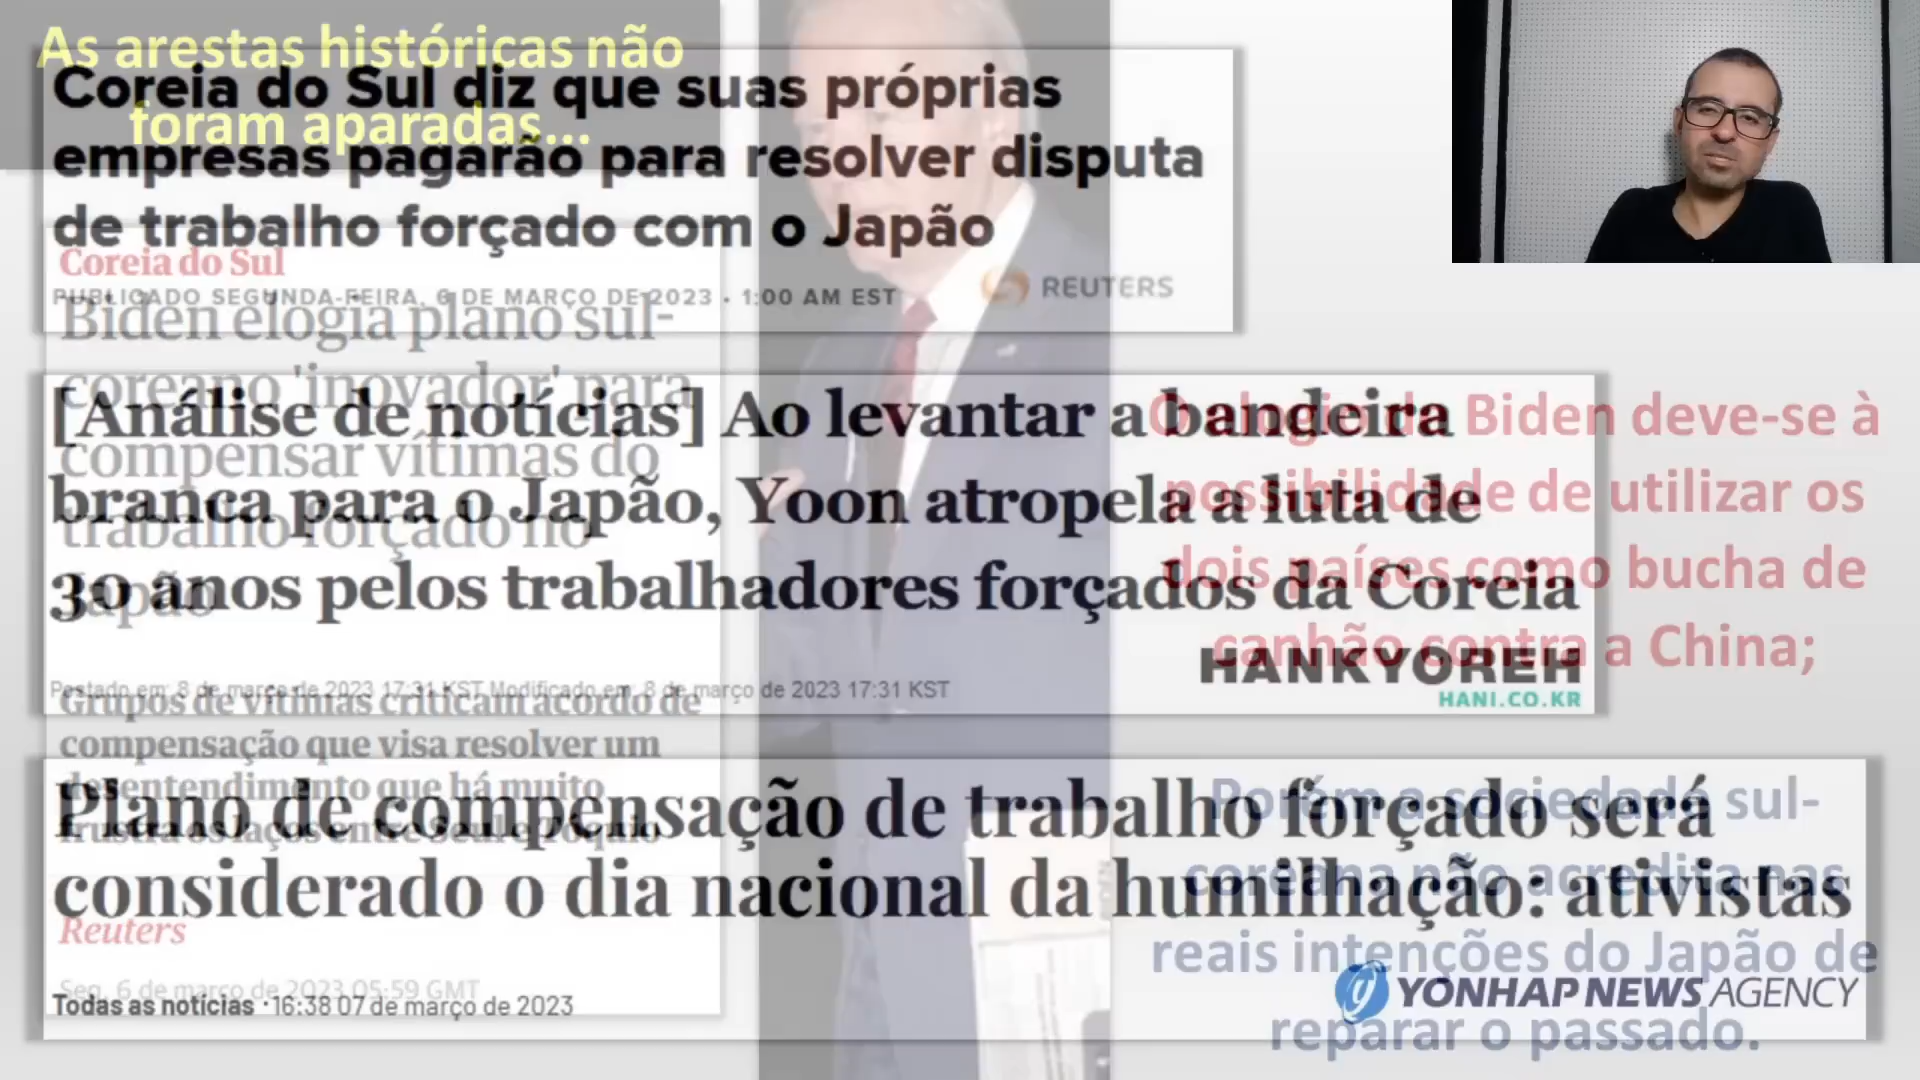 As arestas históricas não
foram aparadas...
Coreia do Sul diz que suas próprias
empresas pagarão para resolver disputa
de trabalho forçado com o Japão
PUBLICADO SEGUNDA-FEIRA, 6 DE MARÇO DE 2023 • 1:00 AM EST
REUTERS
Coreia do Sul
Biden elogia plano sul-
coreano 'inovador' para
compensar vítimas do
trabalho forçado no
Japão
Grupos de vítimas criticam acordo de
compensação que visa resolver um
desentendimento que há muito
frustra os laços entre Seul e Tóquio
Reuters
Seg, 6 de março de 2023 05:59 GMT
[Análise de notícias] Ao levantar a bandeira
branca para o Japão, Yoon atropela a luta de
30 anos pelos trabalhadores forçados da Coreia
Postado em: 8 de março de 2023 17:31 KST Modificado em: 8 de março de 2023 17:31 KST
HANKYOREH
HANI.CO.KR
O elogio de Biden deve-se à
possibilidade de utilizar os
dois países como bucha de
canhão contra a China;
Plano de compensação de trabalho forçado será
considerado o dia nacional da humilhação: ativistas
Todas as notícias · 16:38 07 de março de 2023
YONHAP NEWS AGENCY
Porém a sociedade sul-
coreana não acredita nas
reais intenções do Japão de
reparar o passado.